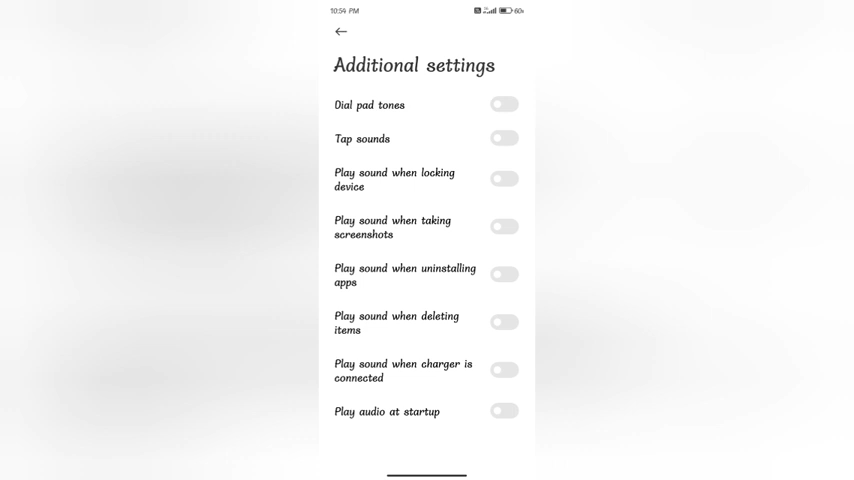 10:54 PM
60
Additional settings
Dial pad tones
Tap sounds
Play sound when locking
device
Play sound when taking
screenshots
Play sound when uninstalling
apps
Play sound when deleting
items
Play sound when charger is
connected
Play audio at startup